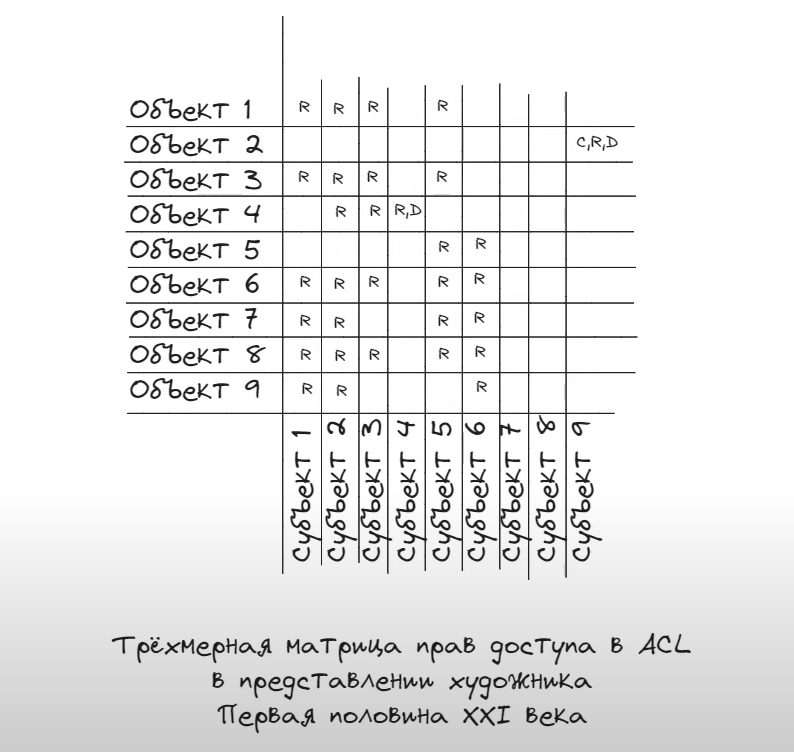 Объект 1 R R R R
Объект 2 C,R,D
Объект 3 R R R R
Объект 4 R R R,D
Объект 5 R R
Объект 6 R R R R R
Объект 7 R R R R
Объект 8 R R R R R
Объект 9 R R R
Субъект 1
Субъект 2
Субъект 3
Субъект 4
Субъект 5
Субъект 6
Субъект 7
Субъект 8
Субъект 9
Трёхмерная матрица прав доступа в ACL
в представлении художника
Первая половина XXI века